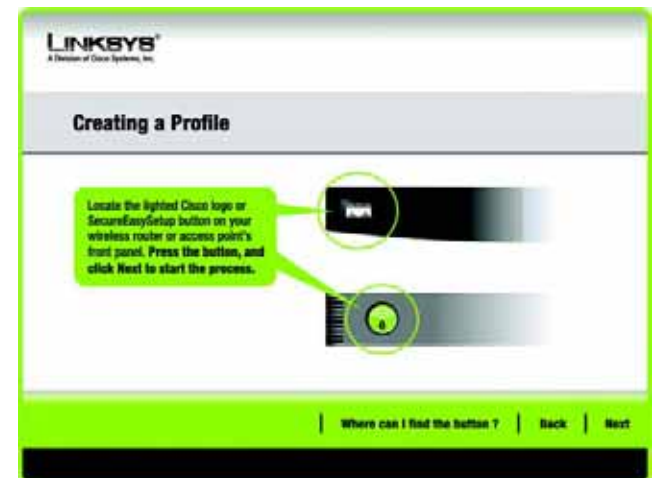 LINKSYS®
A Division of Cisco Systems, Inc.
Creating a Profile
Locate the lighted Cisco logo or
SecureEasySetup button on your
wireless router or access point's
front panel. Press the button, and
click Next to start the process.
Where can I find the button ? | Back | Next